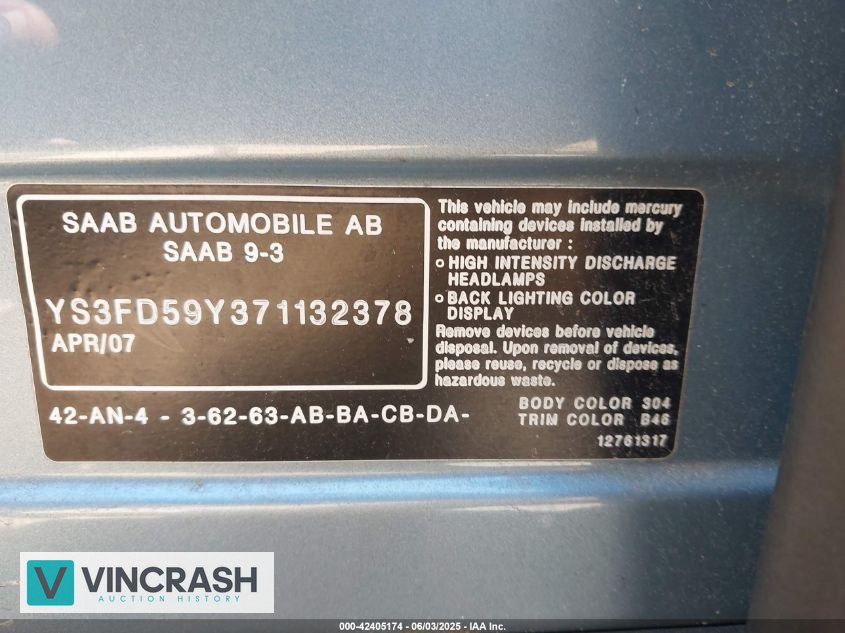 SAAB AUTOMOBILE AB
SAAB 9-3
YS3FD59Y371132378
APR/07
42-AN-4 - 3-62-63-AB-BA-CB-DA-
This vehicle may include mercury
containing devices installed by
the manufacturer :
o HIGH INTENSITY DISCHARGE
HEADLAMPS
o BACK LIGHTING COLOR
DISPLAY
Remove devices before vehicle
disposal. Upon removal of devices,
please reuse, recycle or dispose as
hazardous waste.
BODY COLOR 304
TRIM COLOR B46
12761317
VINCRASH
AUCTION HISTORY
000-42405174 - 06/03/2025 - IAA Inc.